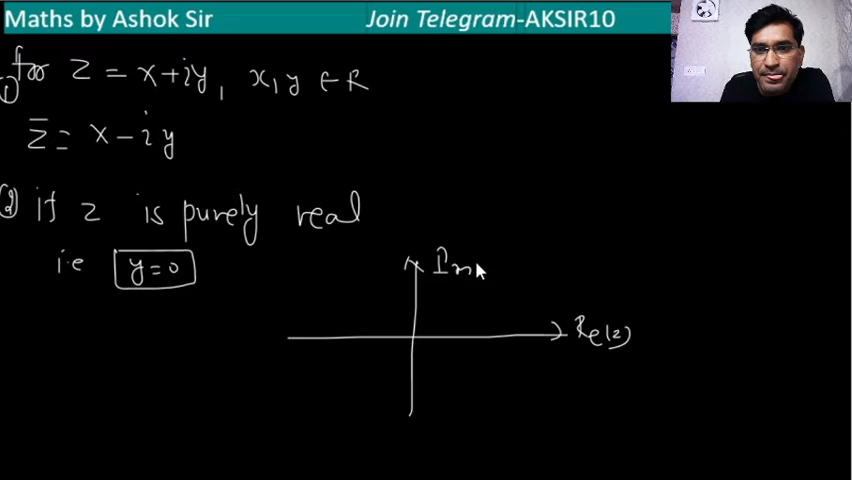 Maths by Ashok Sir Join Telegram-AKSIR10
(1) for z = x+iy, x,y ∈ R
z̄ = x - iy
(2) if z is purely real
i.e y=0
Im
Re(z)